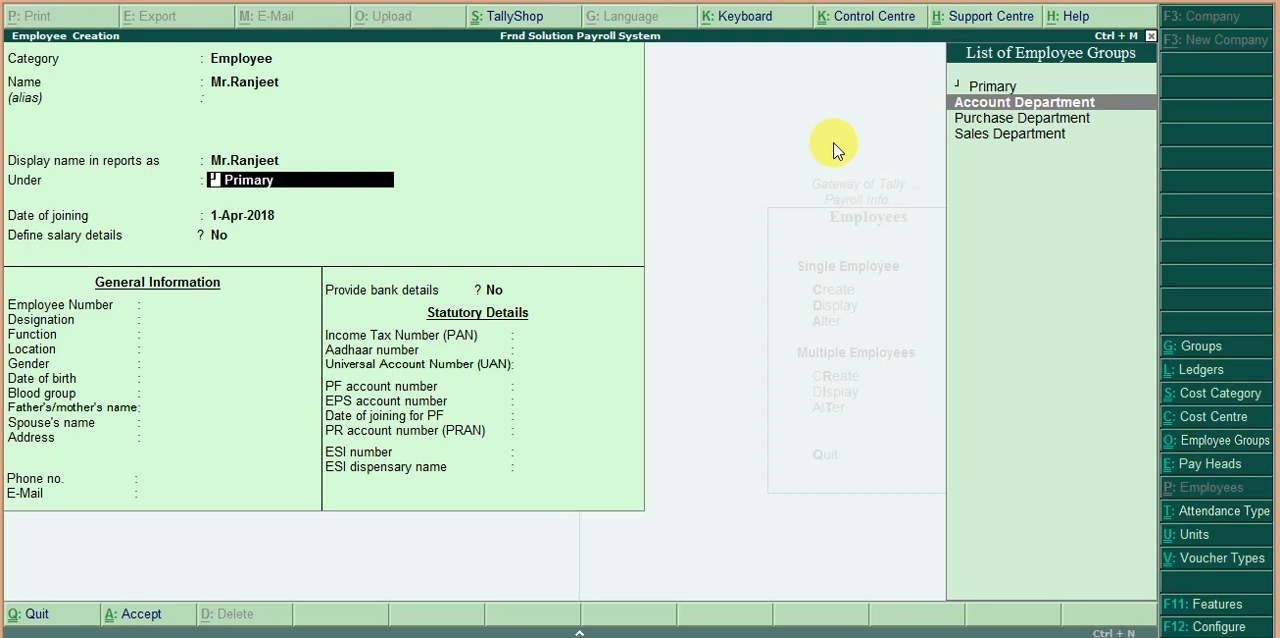 P: Print
E: Export
M: E-Mail
O: Upload
S: TallyShop
G: Language
K: Keyboard
K: Control Centre
H: Support Centre
H: Help
Employee Creation
Frnd Solution Payroll System
Ctrl + M
Category : Employee
Name : Mr.Ranjeet
(alias) :
Display name in reports as : Mr.Ranjeet
Under : ┘ Primary
Date of joining : 1-Apr-2018
Define salary details ? No
General Information
Employee Number :
Designation :
Function :
Location :
Gender :
Date of birth :
Blood group :
Father's/mother's name:
Spouse's name :
Address :
Phone no. :
E-Mail :
Provide bank details ? No
Statutory Details
Income Tax Number (PAN) :
Aadhaar number :
Universal Account Number (UAN):
PF account number :
EPS account number :
Date of joining for PF :
PR account number (PRAN) :
ESI number :
ESI dispensary name :
Gateway of Tally ...
Payroll Info. ...
Employees
Single Employee
Create
Display
Alter
Multiple Employees
CReate
DIsplay
AlTer
Quit
List of Employee Groups
┘ Primary
Account Department
Purchase Department
Sales Department
F3: Company
F3: New Company
G: Groups
L: Ledgers
S: Cost Category
C: Cost Centre
O: Employee Groups
E: Pay Heads
P: Employees
T: Attendance Type
U: Units
V: Voucher Types
F11: Features
F12: Configure
Q: Quit
A: Accept
D: Delete
Ctrl + N